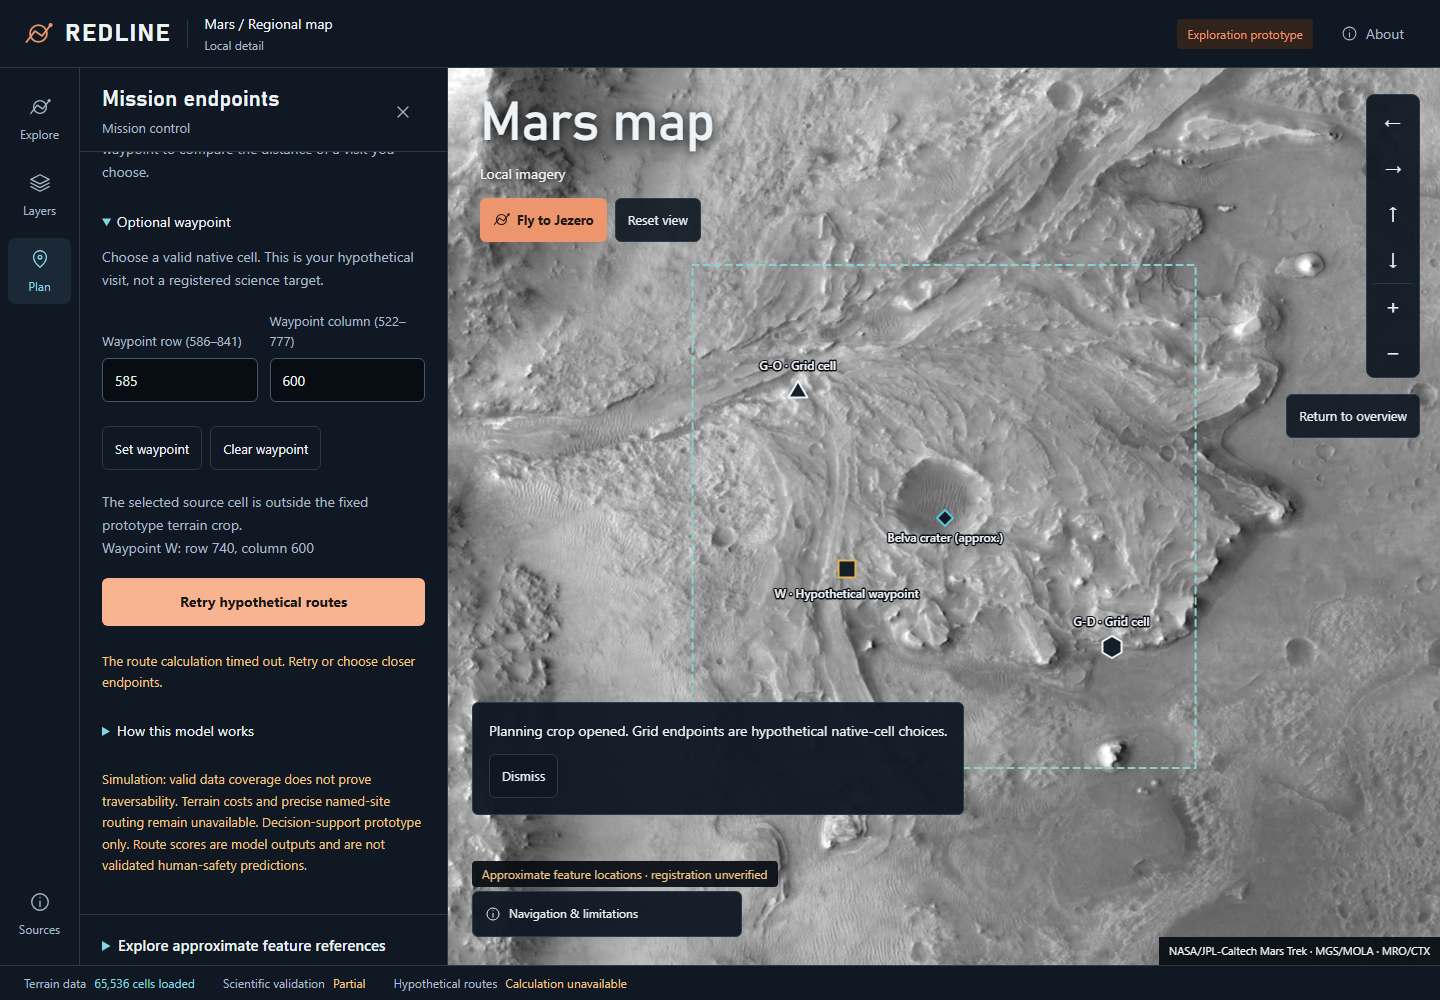 REDLINE
Mars / Regional map
Local detail
Exploration prototype
About
Explore
Layers
Plan
Sources
Mission endpoints
Mission control
waypoint to compare the distance of a visit you
choose.
Optional waypoint
Choose a valid native cell. This is your hypothetical
visit, not a registered science target.
Waypoint row (586–841)
Waypoint column (522–
777)
585
600
Set waypoint
Clear waypoint
The selected source cell is outside the fixed
prototype terrain crop.
Waypoint W: row 740, column 600
Retry hypothetical routes
The route calculation timed out. Retry or choose closer
endpoints.
How this model works
Simulation: valid data coverage does not prove
traversability. Terrain costs and precise named-site
routing remain unavailable. Decision-support prototype
only. Route scores are model outputs and are not
validated human-safety predictions.
Explore approximate feature references
Mars map
Local imagery
Fly to Jezero
Reset view
←
→
↑
↓
+
−
Return to overview
G-O · Grid cell
Belva crater (approx.)
W · Hypothetical waypoint
G-D · Grid cell
Planning crop opened. Grid endpoints are hypothetical native-cell choices.
Dismiss
Approximate feature locations · registration unverified
Navigation & limitations
NASA/JPL-Caltech Mars Trek · MGS/MOLA · MRO/CTX
Terrain data 65,536 cells loaded
Scientific validation Partial
Hypothetical routes Calculation unavailable